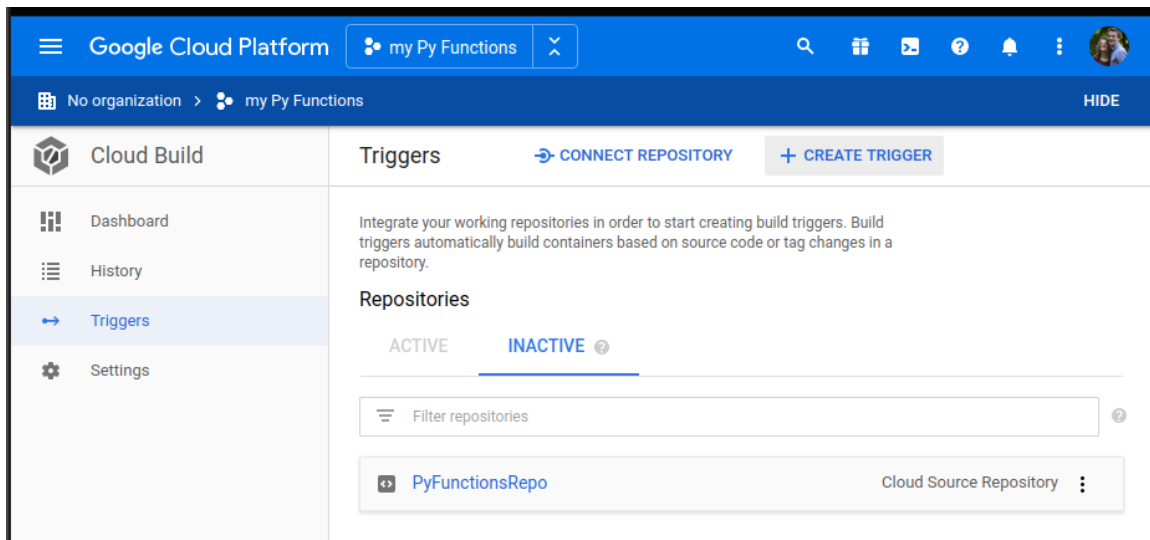 Google Cloud Platform my Py Functions
No organization > my Py Functions HIDE
Cloud Build
Dashboard
History
Triggers
Settings
Triggers CONNECT REPOSITORY + CREATE TRIGGER
Integrate your working repositories in order to start creating build triggers. Build
triggers automatically build containers based on source code or tag changes in a
repository.
Repositories
ACTIVE INACTIVE
Filter repositories
PyFunctionsRepo Cloud Source Repository